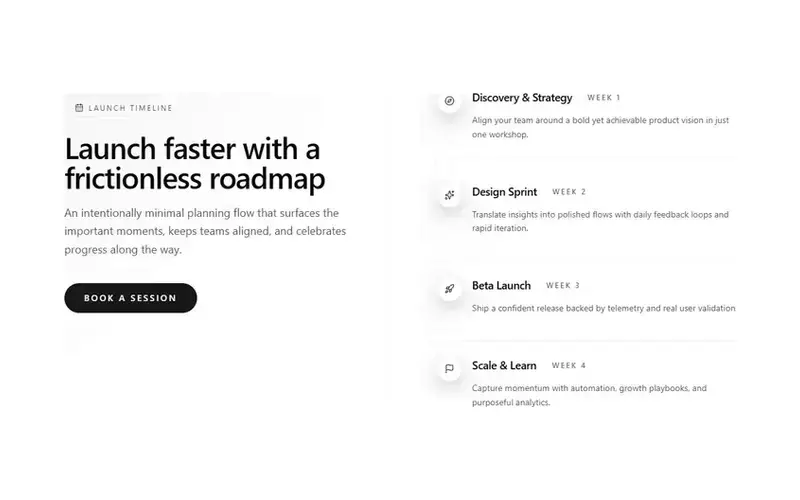 LAUNCH TIMELINE
Launch faster with a
frictionless roadmap
An intentionally minimal planning flow that surfaces the
important moments, keeps teams aligned, and celebrates
progress along the way.
BOOK A SESSION
Discovery & Strategy WEEK 1
Align your team around a bold yet achievable product vision in just
one workshop.
Design Sprint WEEK 2
Translate insights into polished flows with daily feedback loops and
rapid iteration.
Beta Launch WEEK 3
Ship a confident release backed by telemetry and real user validation
Scale & Learn WEEK 4
Capture momentum with automation, growth playbooks, and
purposeful analytics.